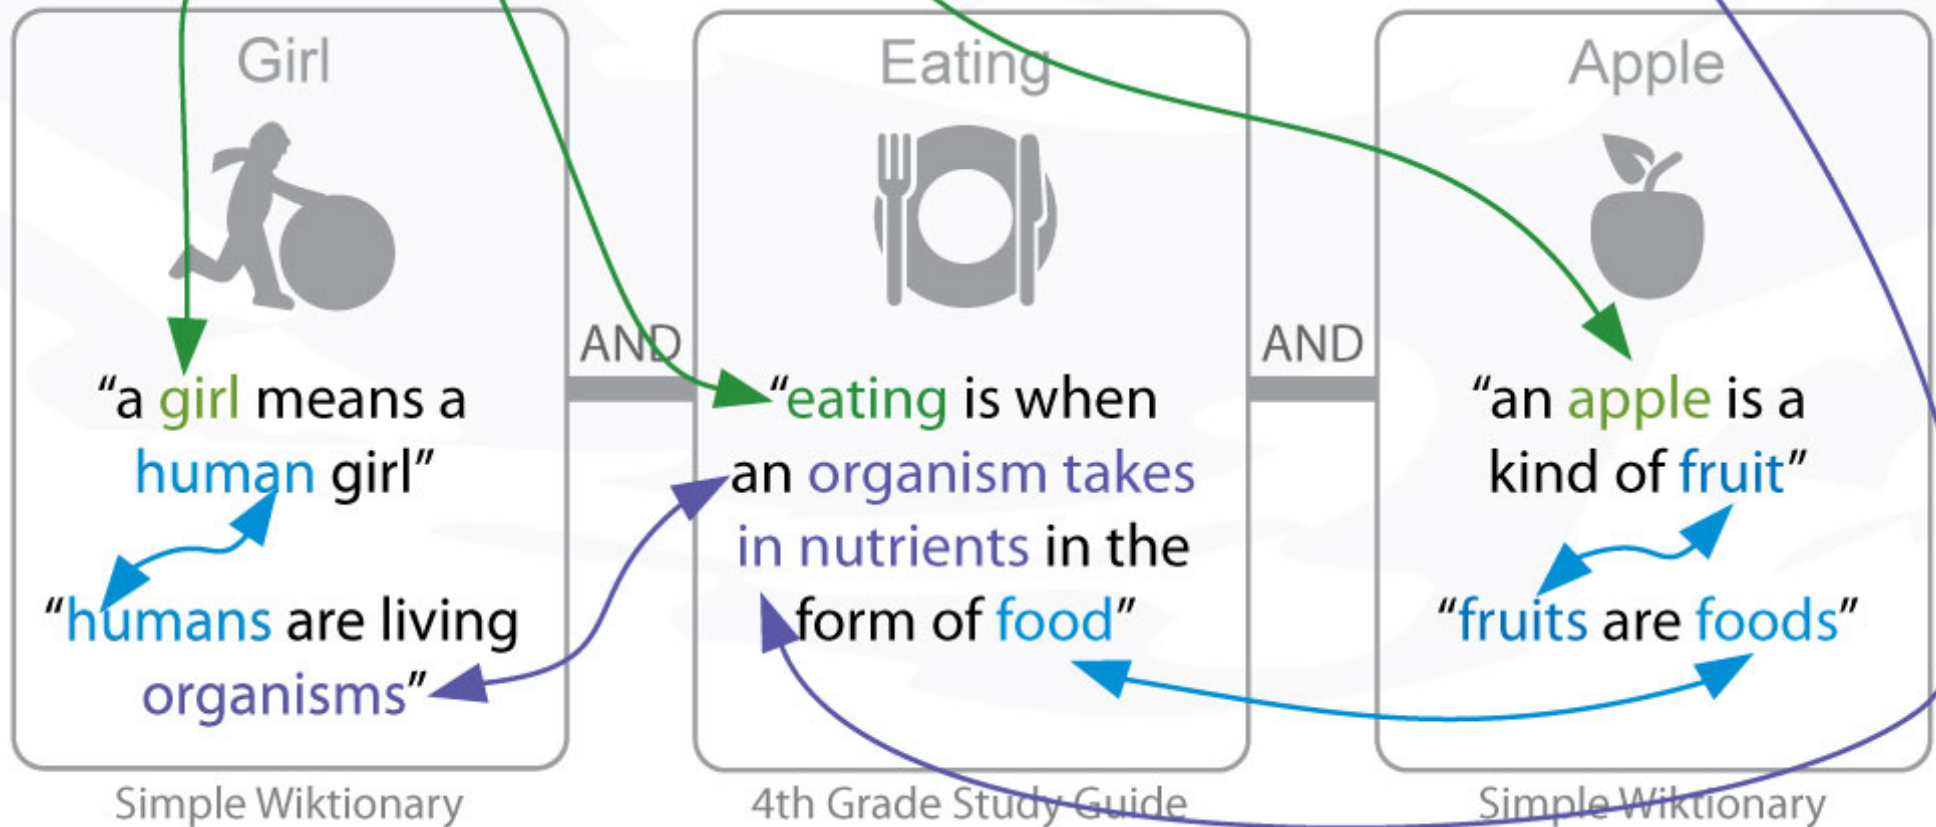 Girl
“a girl means a
human girl”
“humans are living
organisms”
Simple Wiktionary
AND
Eating
“eating is when
an organism takes
in nutrients in the
form of food”
4th Grade Study Guide
AND
Apple
“an apple is a
kind of fruit”
“fruits are foods”
Simple Wiktionary